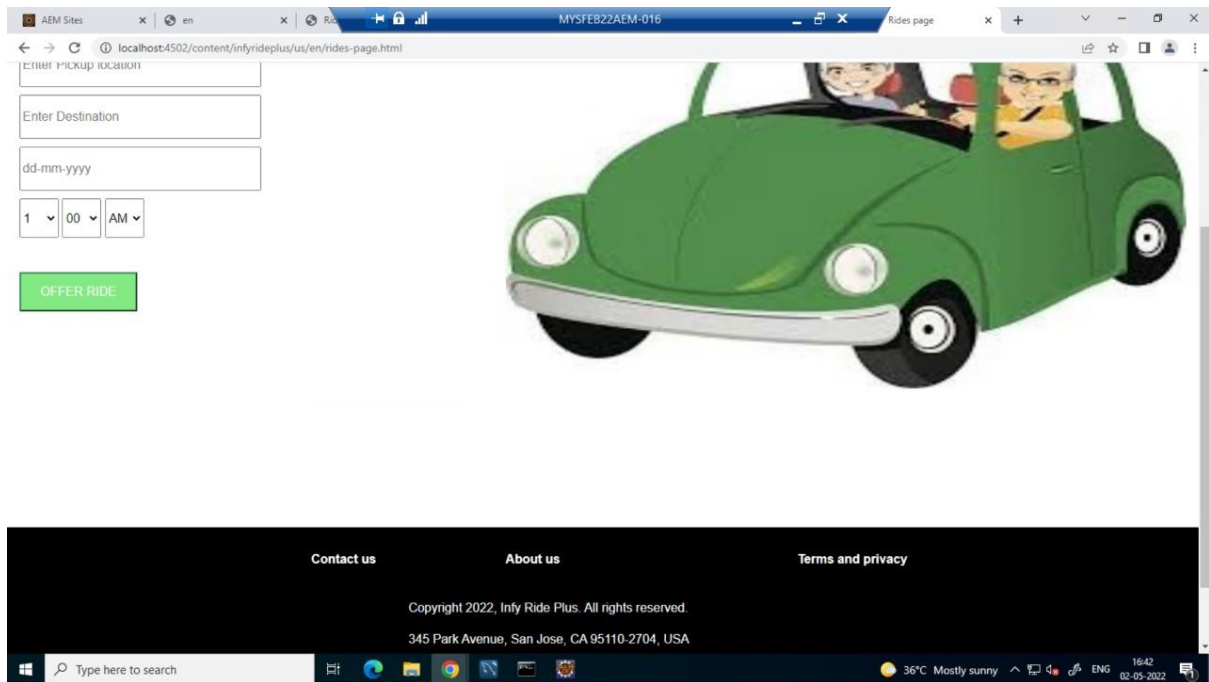 AEM Sites en Ric MYSFEB22AEM-016 Rides page
localhost:4502/content/infyrideplus/us/en/rides-page.html
Enter Pickup location
Enter Destination
dd-mm-yyyy
1 00 AM
OFFER RIDE
Contact us About us Terms and privacy
Copyright 2022, Infy Ride Plus. All rights reserved.
345 Park Avenue, San Jose, CA 95110-2704, USA
Type here to search 36°C Mostly sunny ENG 16:42
02-05-2022